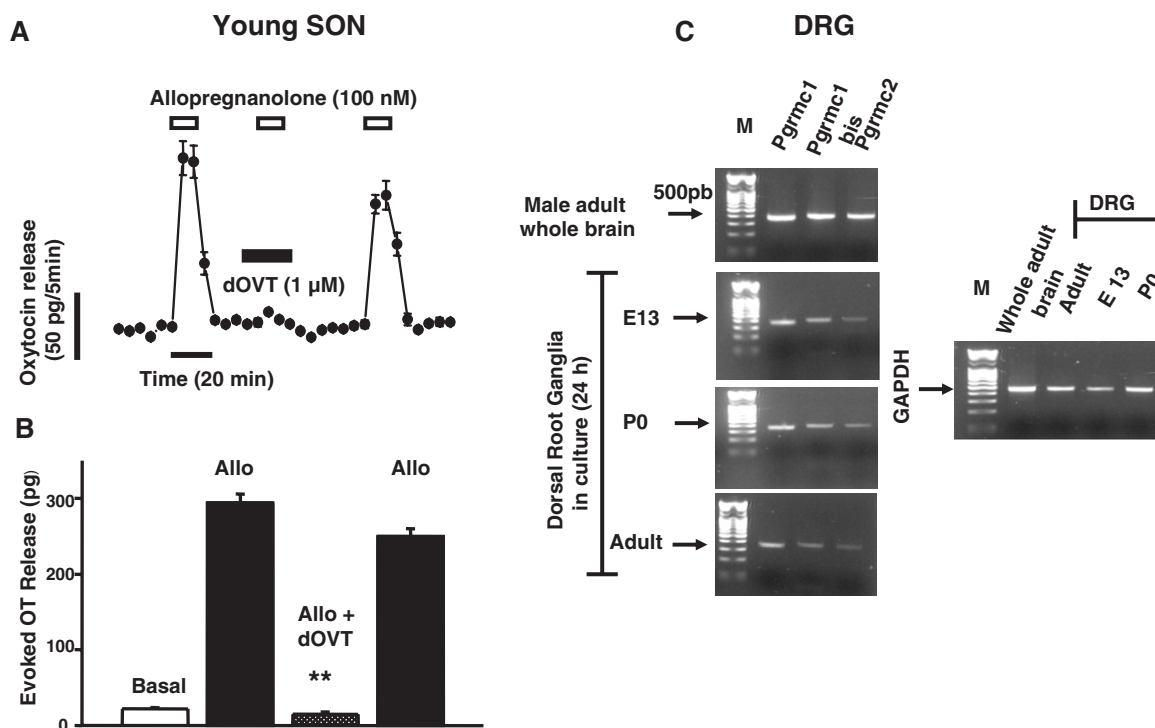 A
Young SON
Allopregnanolone (100 nM)
dOVT (1 µM)
Oxytocin release
(50 pg/5min)
Time (20 min)
B
Evoked OT Release (pg)
300
200
100
0
Basal
Allo
Allo +
dOVT
**
Allo
C
DRG
M
Pgrmc1
Pgrmc1
bis
Pgrmc2
500pb
Male adult
whole brain
Dorsal Root Ganglia
in culture (24 h)
E13
P0
Adult
DRG
M
Whole adult
brain
Adult
E 13
P0
GAPDH